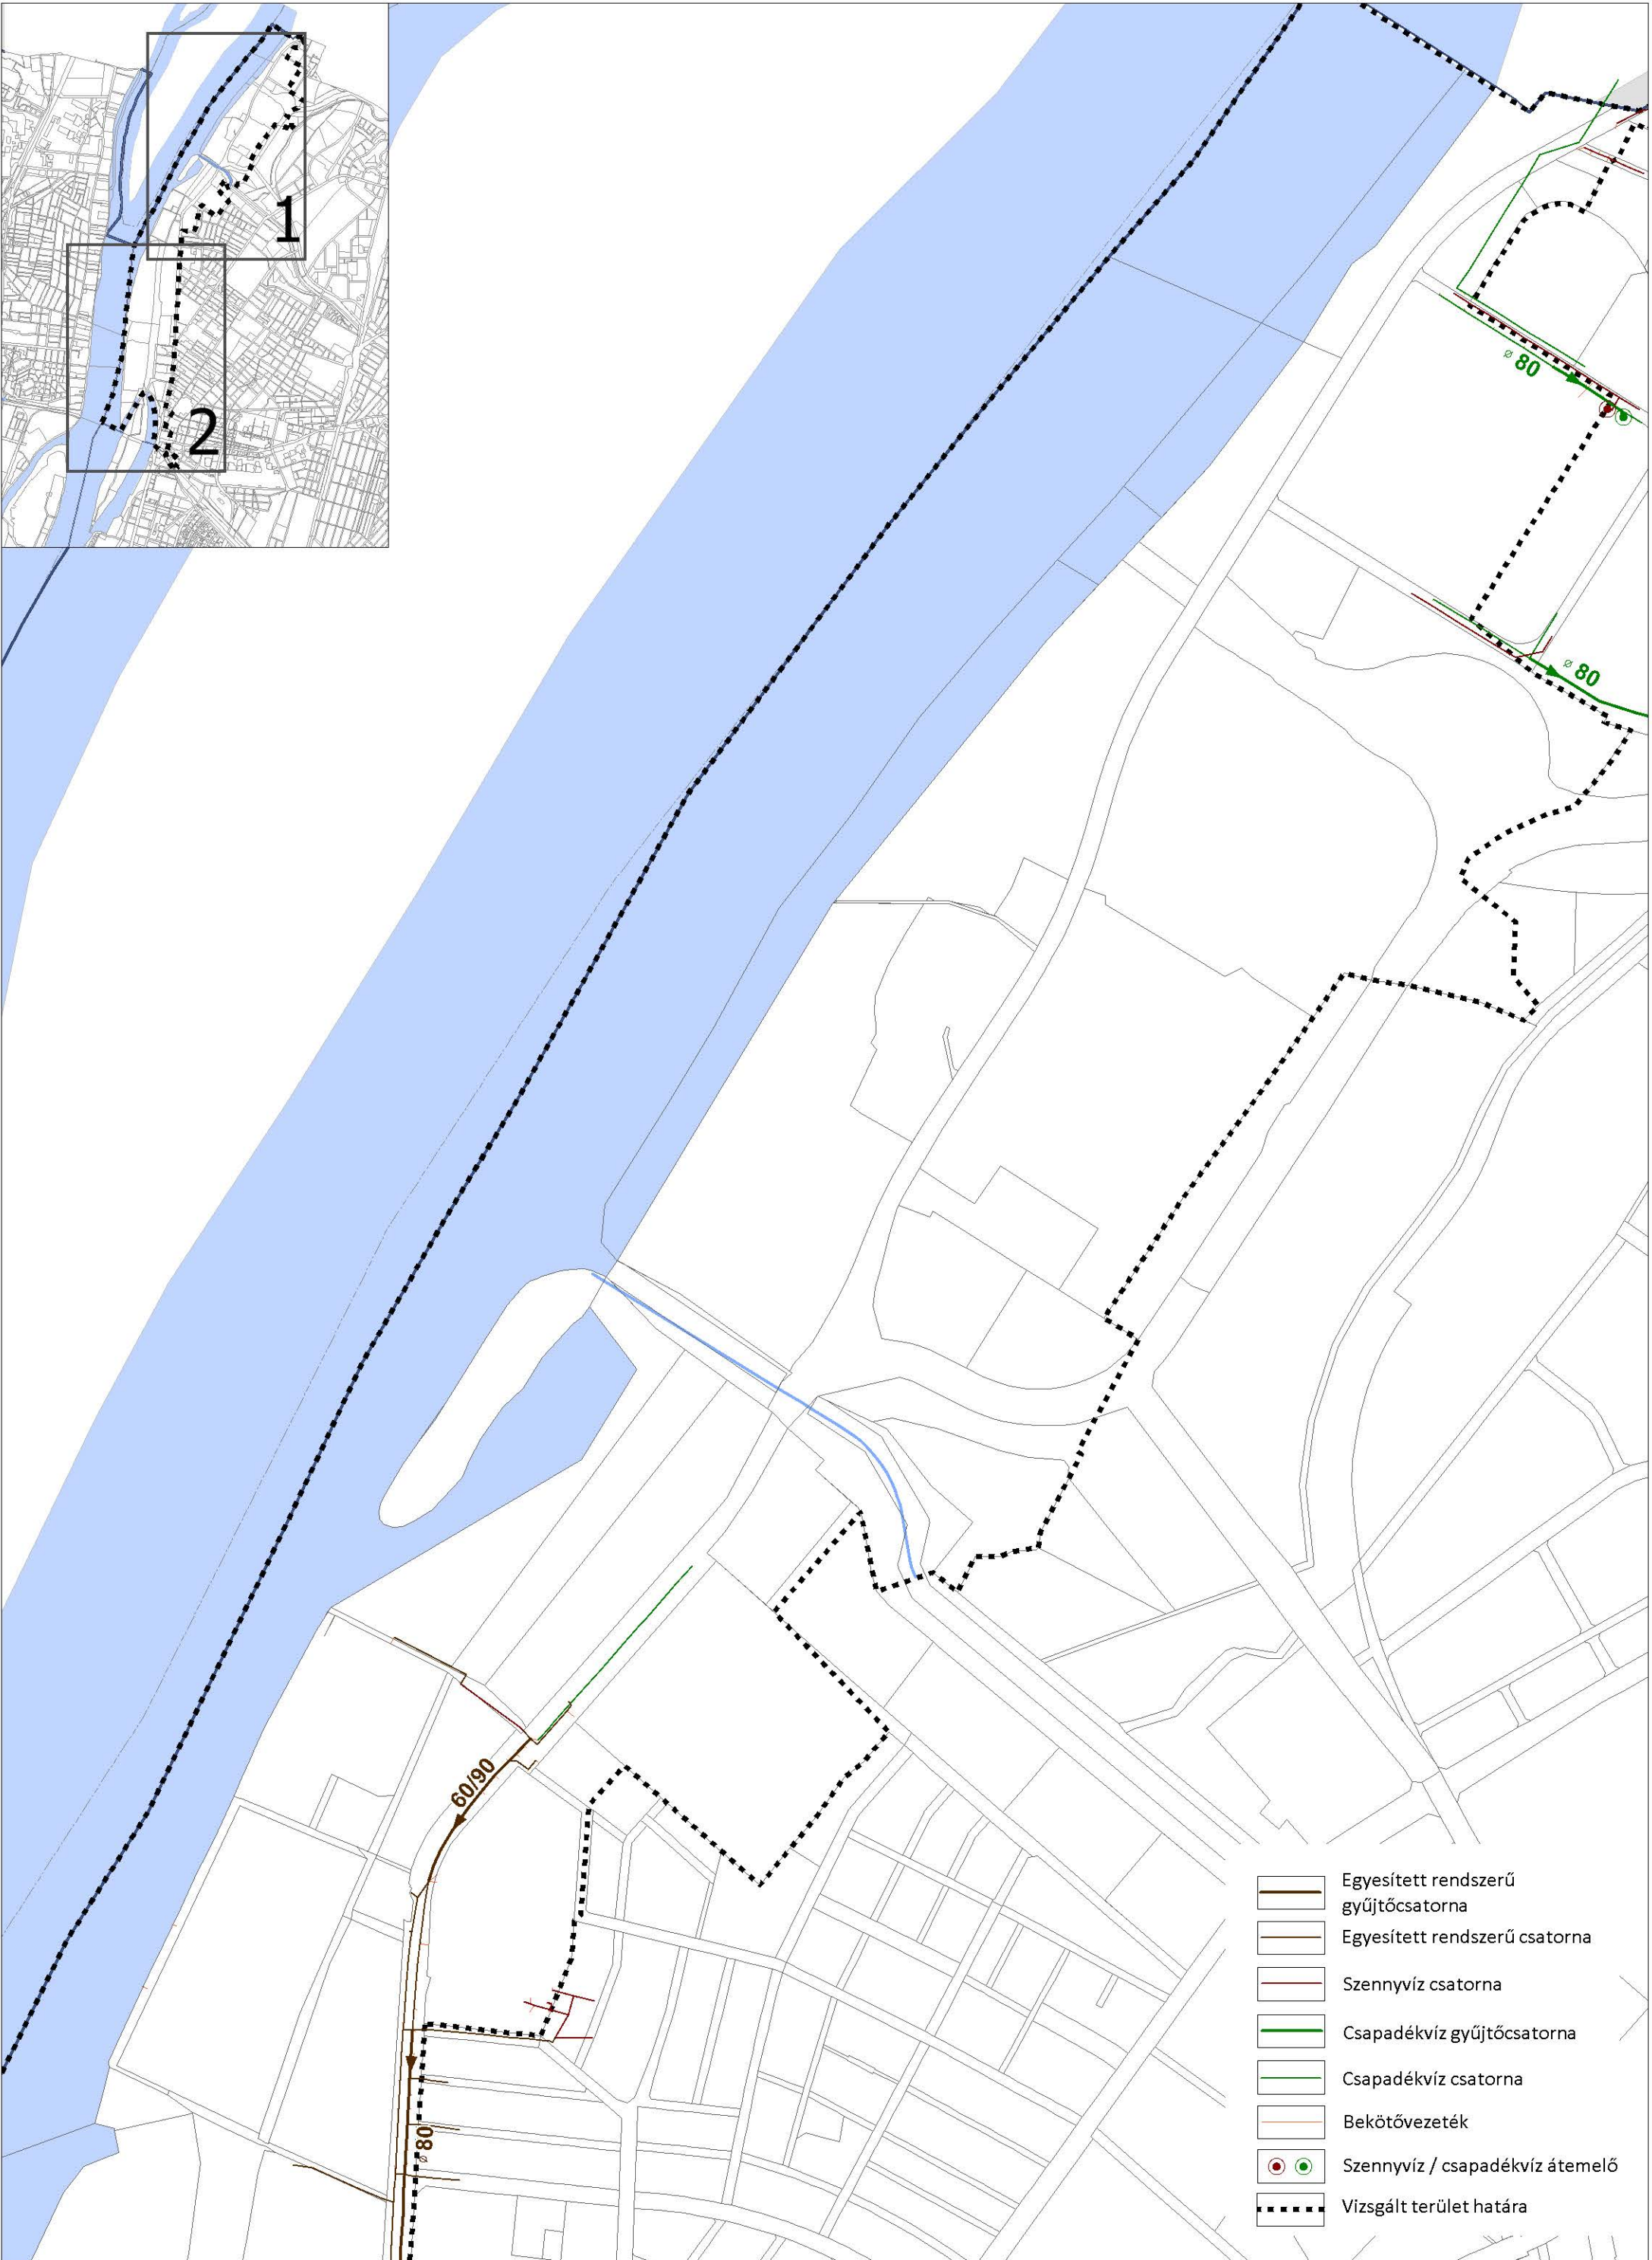 1
2
ø 80
ø 80
60/90
ø 80
Egyesített rendszerű
gyűjtőcsatorna
Egyesített rendszerű csatorna
Szennyvíz csatorna
Csapadékvíz gyűjtőcsatorna
Csapadékvíz csatorna
Bekötővezeték
Szennyvíz / csapadékvíz átemelő
Vizsgált terület határa